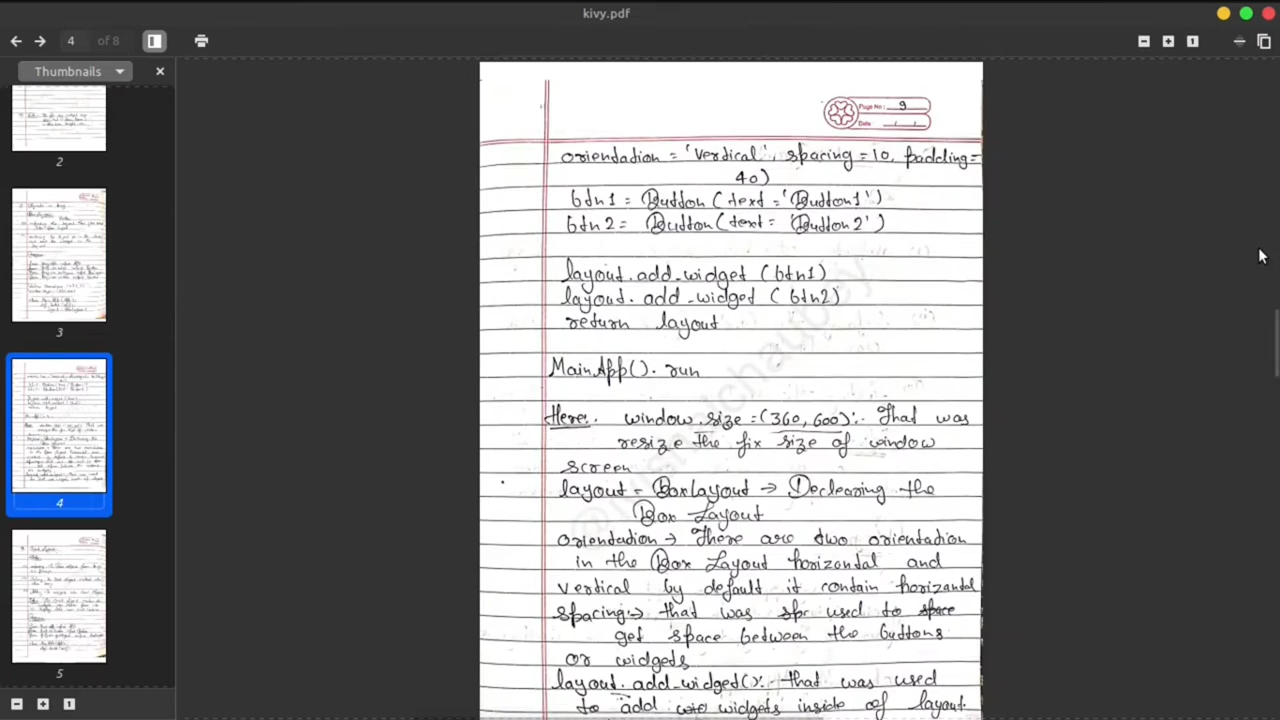 kivy.pdf
4 of 8
Thumbnails
2
3
4
5
Page No : 9
Date
orientation = 'Vertical', spacing = 10, padding=
40)
btn1 = Button (text = 'Button1')
btn2 = Button (text = 'Button2')
layout.add_widget (btn1)
layout. add_widget ( btn2)
return layout
MainApp(). run
Here:- window.size = (360, 600):- That was
resize the fix size of window
screen
layout = BoxLayout → Declearing the
Box Layout
orientation → There are two orientation
in the Box Layout horizontal and
vertical by default it contain horizontal
spacing:→ that was spc used to space
get space between the buttons
or widgets
layout.add_widget():- that was used
to add widgets inside of layout.